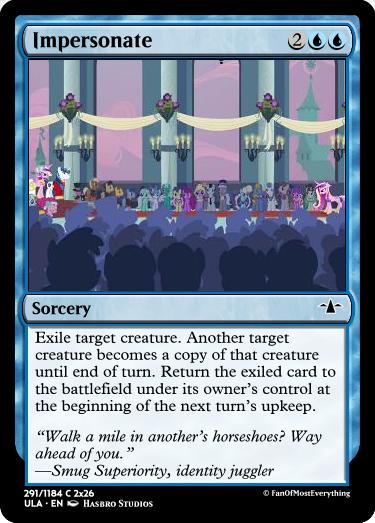 Impersonate 2
Sorcery
Exile target creature. Another target
creature becomes a copy of that creature
until end of turn. Return the exiled card to
the battlefield under its owner's control at
the beginning of the next turn's upkeep.
"Walk a mile in another's horseshoes? Way
ahead of you."
—Smug Superiority, identity juggler
291/1184 C 2x26
ULA • EN Hasbro Studios © FanOfMostEverything